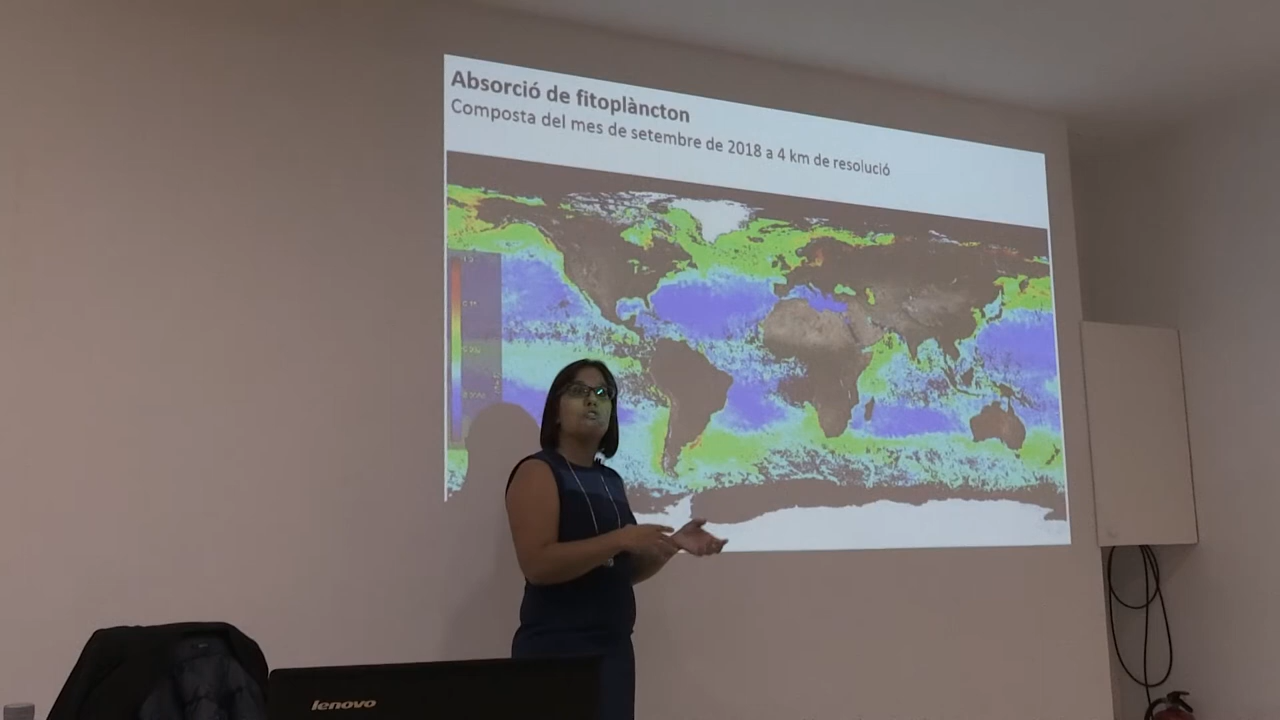 Absorció de fitoplàncton
Composta del mes de setembre de 2018 a 4 km de resolució
lenovo